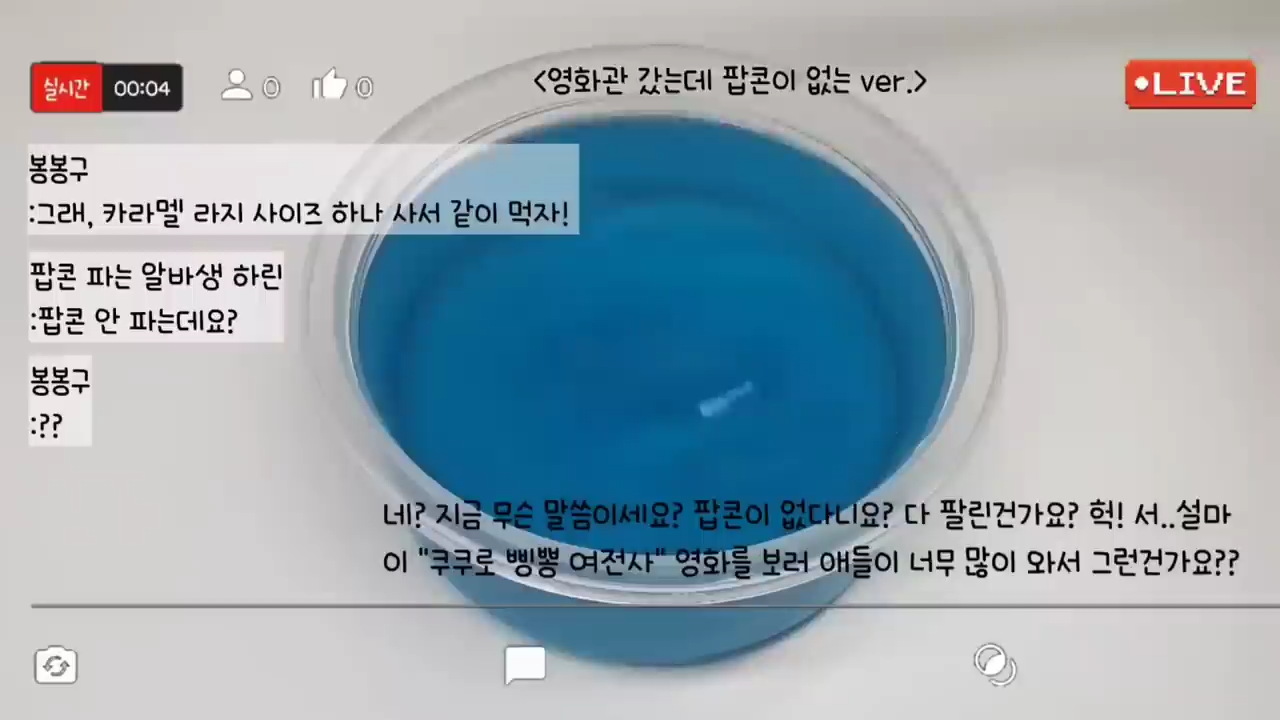 실시간 00:04 0 0
<영화관 갔는데 팝콘이 없는 ver.>
LIVE
봉봉구
:그래, 카라멜 라지 사이즈 하나 사서 같이 먹자!
팝콘 파는 알바생 하린
:팝콘 안 파는데요?
봉봉구
:??
네? 지금 무슨 말씀이세요? 팝콘이 없다니요? 다 팔린건가요? 헉! 서..설마
이 "쿠쿠로 삥뽕 여전사" 영화를 보러 애들이 너무 많이 와서 그런건가요??